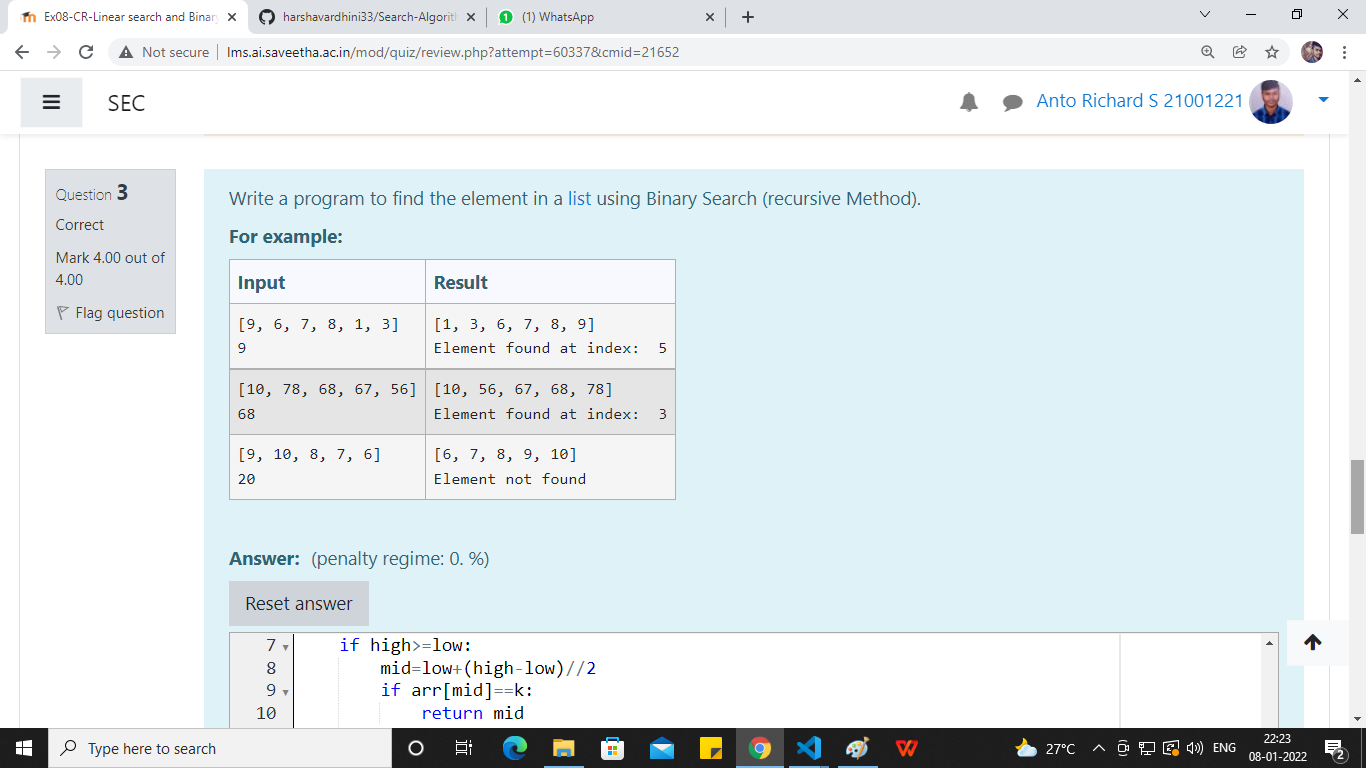 Ex08-CR-Linear search and Binar
harshavardhini33/Search-Algorit
1 (1) WhatsApp
Not secure lms.ai.saveetha.ac.in/mod/quiz/review.php?attempt=60337&cmid=21652
SEC
Anto Richard S 21001221
Question 3
Correct
Mark 4.00 out of
4.00
Flag question
Write a program to find the element in a list using Binary Search (recursive Method).
For example:
Input Result
[9, 6, 7, 8, 1, 3] [1, 3, 6, 7, 8, 9]
9 Element found at index:  5
[10, 78, 68, 67, 56] [10, 56, 67, 68, 78]
68 Element found at index:  3
[9, 10, 8, 7, 6] [6, 7, 8, 9, 10]
20 Element not found
Answer: (penalty regime: 0. %)
Reset answer
7 if high>=low:
8 mid=low+(high-low)//2
9 if arr[mid]==k:
10 return mid
Type here to search
27°C ENG 22:23
08-01-2022
2